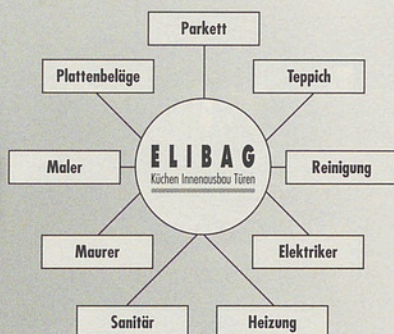 Parkett
Plattenbeläge
Teppich
Maler
ELIBAG
Küchen Innenausbau Türen
Reinigung
Maurer
Elektriker
Sanitär
Heizung